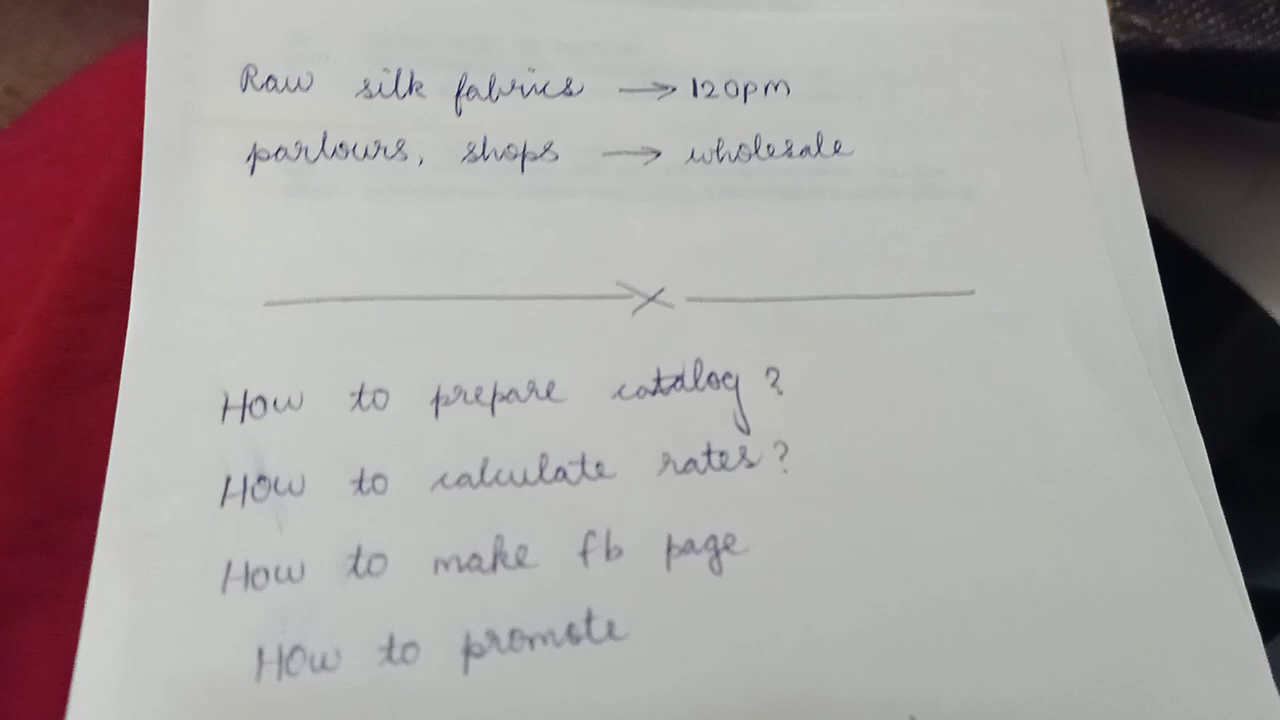 Raw silk fabrics → 120pm
parlours, shops → wholesale
How to prepare catalog?
How to calculate rates?
How to make fb page
How to promote